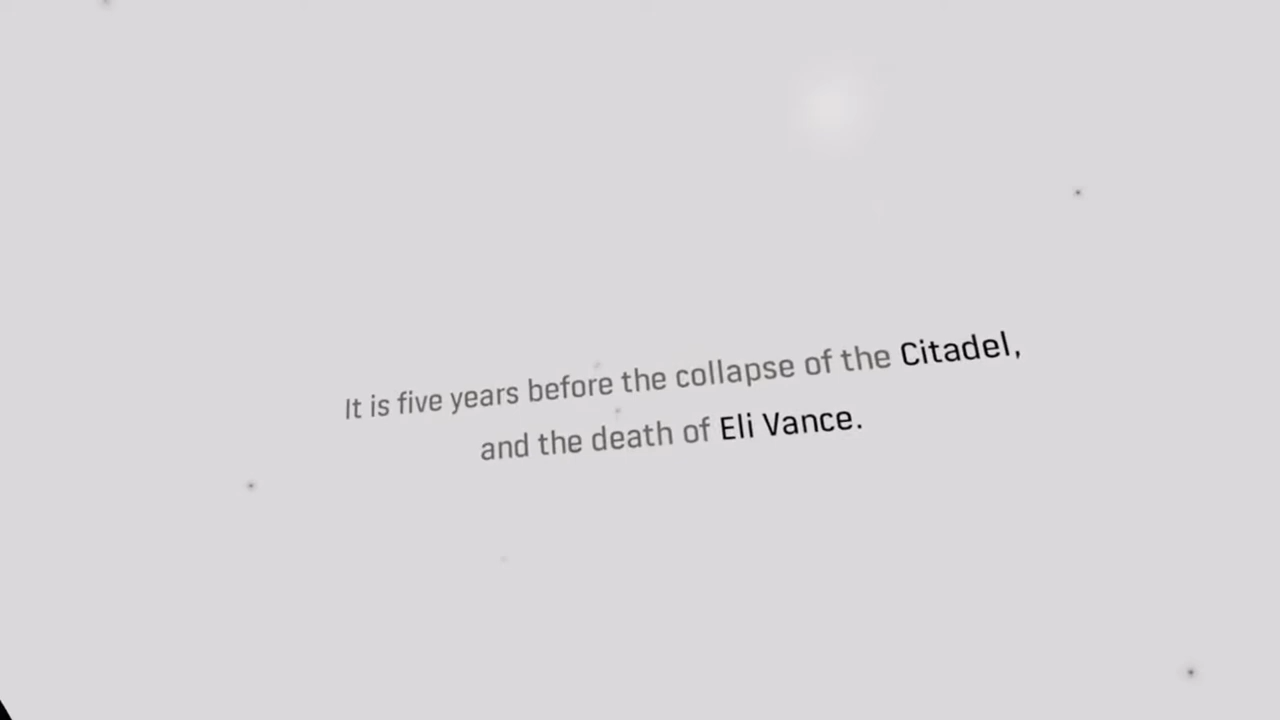 It is five years before the collapse of the Citadel,
and the death of Eli Vance.